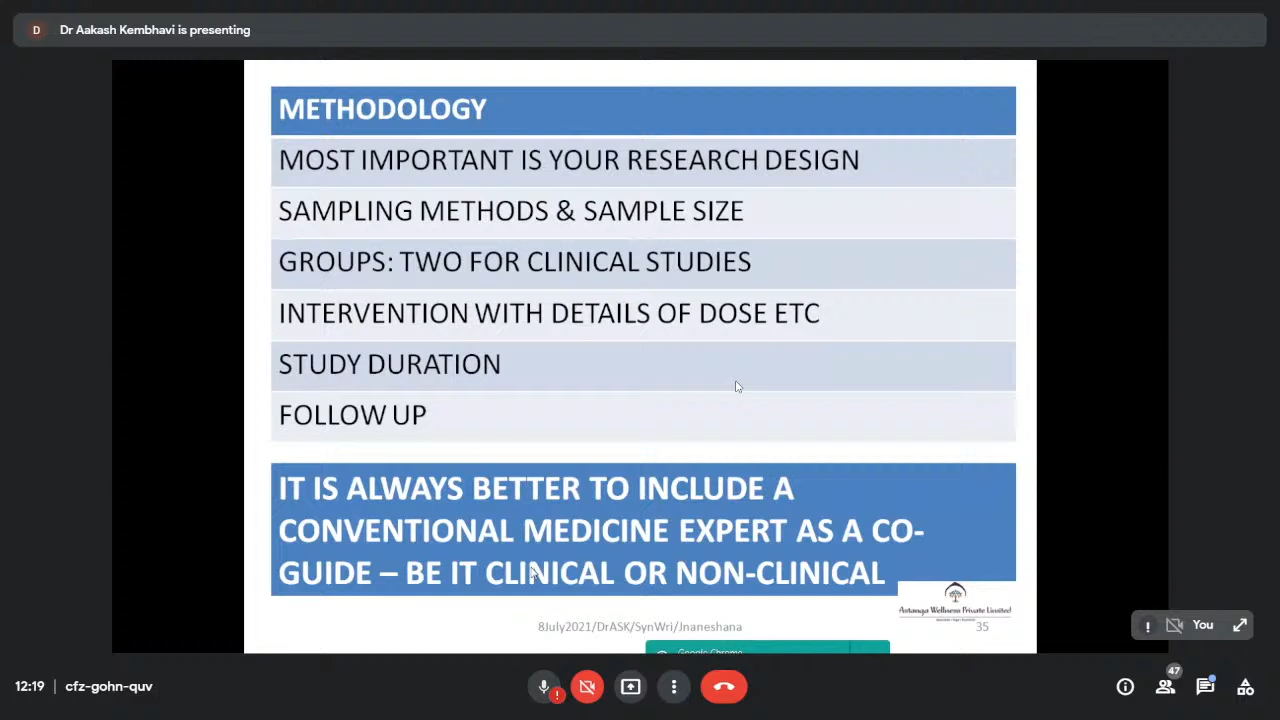 D Dr Aakash Kembhavi is presenting
METHODOLOGY
MOST IMPORTANT IS YOUR RESEARCH DESIGN
SAMPLING METHODS & SAMPLE SIZE
GROUPS: TWO FOR CLINICAL STUDIES
INTERVENTION WITH DETAILS OF DOSE ETC
STUDY DURATION
FOLLOW UP
IT IS ALWAYS BETTER TO INCLUDE A
CONVENTIONAL MEDICINE EXPERT AS A CO-
GUIDE – BE IT CLINICAL OR NON-CLINICAL
Astanga Wellness Private Limited
8July2021/DrASK/SynWri/Jnaneshana
35
You
Google Chrome
12:19 | cfz-gohn-quv
47